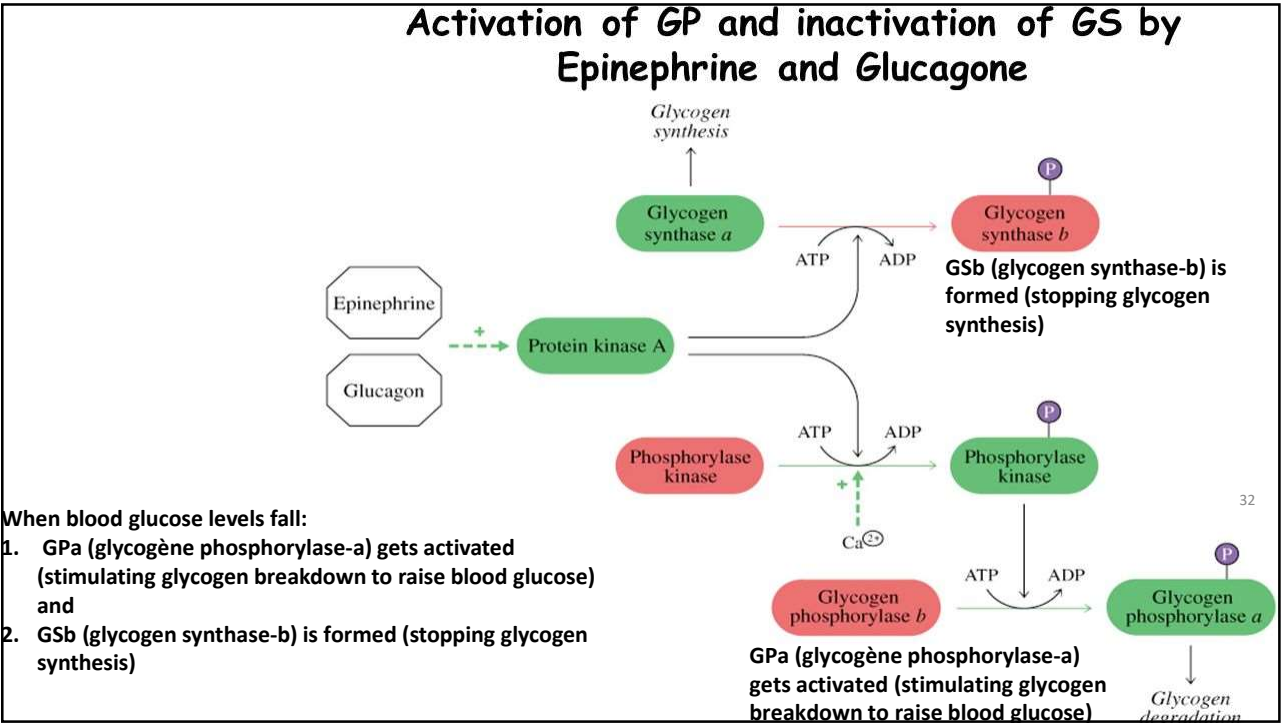 Activation of GP and inactivation of GS by
Epinephrine and Glucagone
Glycogen
synthesis
P
Glycogen
synthase a
Glycogen
synthase b
ATP
ADP
GSb (glycogen synthase-b) is
formed (stopping glycogen
synthesis)
Epinephrine
+
Protein kinase A
Glucagon
P
ATP
ADP
Phosphorylase
kinase
Phosphorylase
kinase
+
Ca2+
32
When blood glucose levels fall:
1. GPa (glycogène phosphorylase-a) gets activated
(stimulating glycogen breakdown to raise blood glucose)
and
2. GSb (glycogen synthase-b) is formed (stopping glycogen
synthesis)
P
ATP
ADP
Glycogen
phosphorylase b
Glycogen
phosphorylase a
GPa (glycogène phosphorylase-a)
gets activated (stimulating glycogen
breakdown to raise blood glucose)
Glycogen
degradation